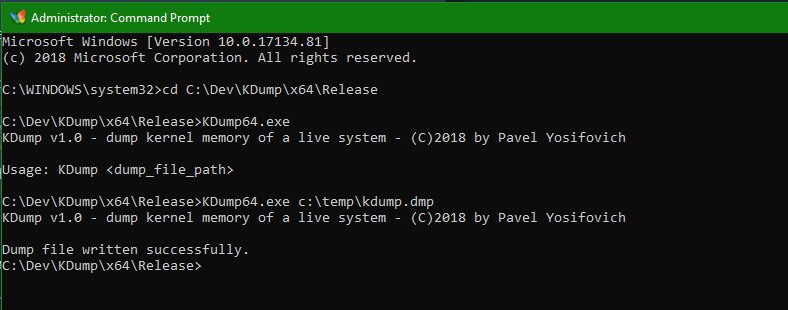 Administrator: Command Prompt
Microsoft Windows [Version 10.0.17134.81]
(c) 2018 Microsoft Corporation. All rights reserved.
C:\WINDOWS\system32>cd C:\Dev\KDump\x64\Release
C:\Dev\KDump\x64\Release>KDump64.exe
KDump v1.0 - dump kernel memory of a live system - (C)2018 by Pavel Yosifovich
Usage: KDump <dump_file_path>
C:\Dev\KDump\x64\Release>KDump64.exe c:\temp\kdump.dmp
KDump v1.0 - dump kernel memory of a live system - (C)2018 by Pavel Yosifovich
Dump file written successfully.
C:\Dev\KDump\x64\Release>